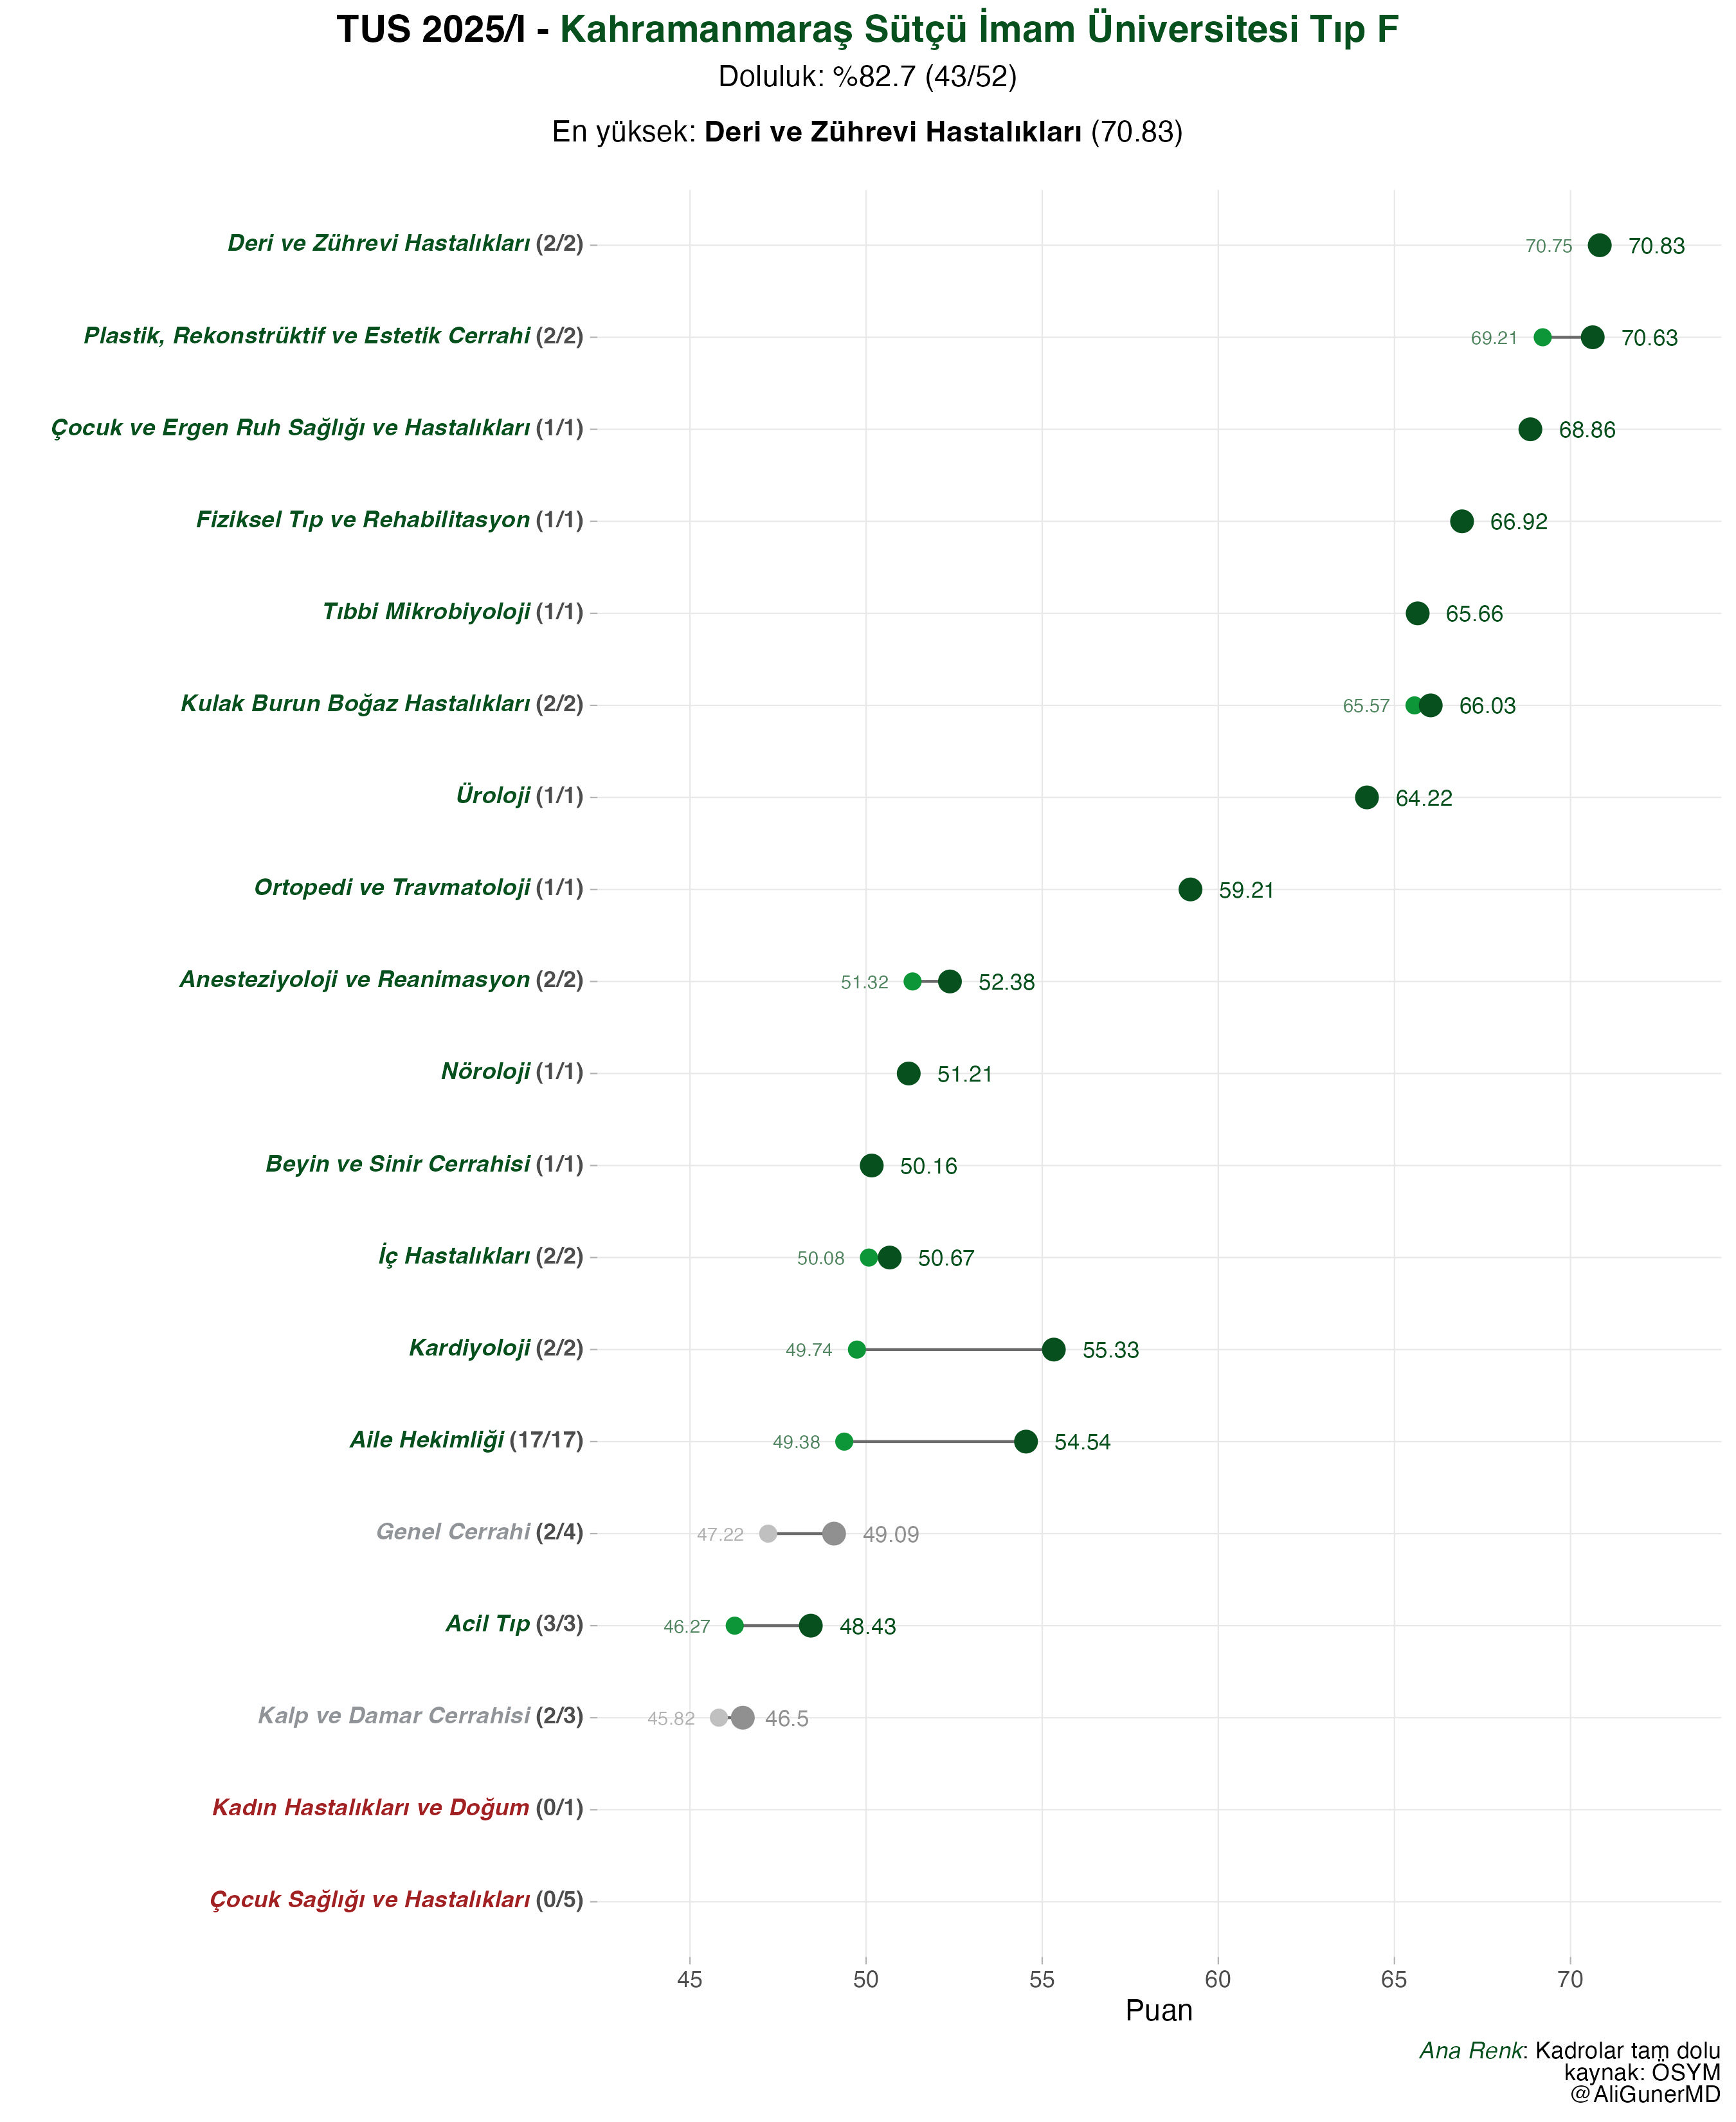 TUS 2025/I - Kahramanmaraş Sütçü İmam Üniversitesi Tıp F
Doluluk: %82.7 (43/52)
En yüksek: Deri ve Zührevi Hastalıkları (70.83)
Deri ve Zührevi Hastalıkları (2/2) 70.75 70.83
Plastik, Rekonstrüktif ve Estetik Cerrahi (2/2) 69.21 70.63
Çocuk ve Ergen Ruh Sağlığı ve Hastalıkları (1/1) 68.86
Fiziksel Tıp ve Rehabilitasyon (1/1) 66.92
Tıbbi Mikrobiyoloji (1/1) 65.66
Kulak Burun Boğaz Hastalıkları (2/2) 65.57 66.03
Üroloji (1/1) 64.22
Ortopedi ve Travmatoloji (1/1) 59.21
Anesteziyoloji ve Reanimasyon (2/2) 51.32 52.38
Nöroloji (1/1) 51.21
Beyin ve Sinir Cerrahisi (1/1) 50.16
İç Hastalıkları (2/2) 50.08 50.67
Kardiyoloji (2/2) 49.74 55.33
Aile Hekimliği (17/17) 49.38 54.54
Genel Cerrahi (2/4) 47.22 49.09
Acil Tıp (3/3) 46.27 48.43
Kalp ve Damar Cerrahisi (2/3) 45.82 46.5
Kadın Hastalıkları ve Doğum (0/1)
Çocuk Sağlığı ve Hastalıkları (0/5)
45 50 55 60 65 70
Puan
Ana Renk: Kadrolar tam dolu
kaynak: ÖSYM
@AliGunerMD